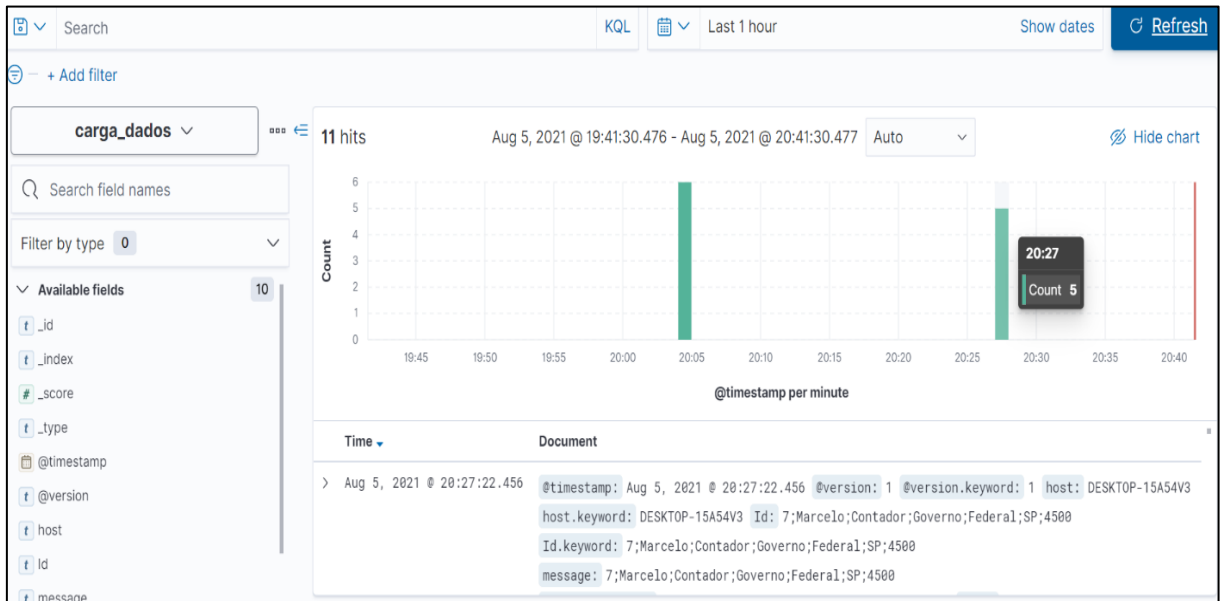 Search KQL Last 1 hour Show dates Refresh
+ Add filter
carga_dados
11 hits Aug 5, 2021 @ 19:41:30.476 - Aug 5, 2021 @ 20:41:30.477 Auto Hide chart
Search field names
Filter by type 0
Available fields 10
t _id
t _index
# _score
t _type
@timestamp
t @version
t host
t Id
t message
Count
6
5
4
3
2
1
0
20:27
Count 5
19:45 19:50 19:55 20:00 20:05 20:10 20:15 20:20 20:25 20:30 20:35 20:40
@timestamp per minute
Time Document
Aug 5, 2021 @ 20:27:22.456 @timestamp: Aug 5, 2021 @ 20:27:22.456 @version: 1 @version.keyword: 1 host: DESKTOP-15A54V3
host.keyword: DESKTOP-15A54V3 Id: 7;Marcelo;Contador;Governo;Federal;SP;4500
Id.keyword: 7;Marcelo;Contador;Governo;Federal;SP;4500
message: 7;Marcelo;Contador;Governo;Federal;SP;4500